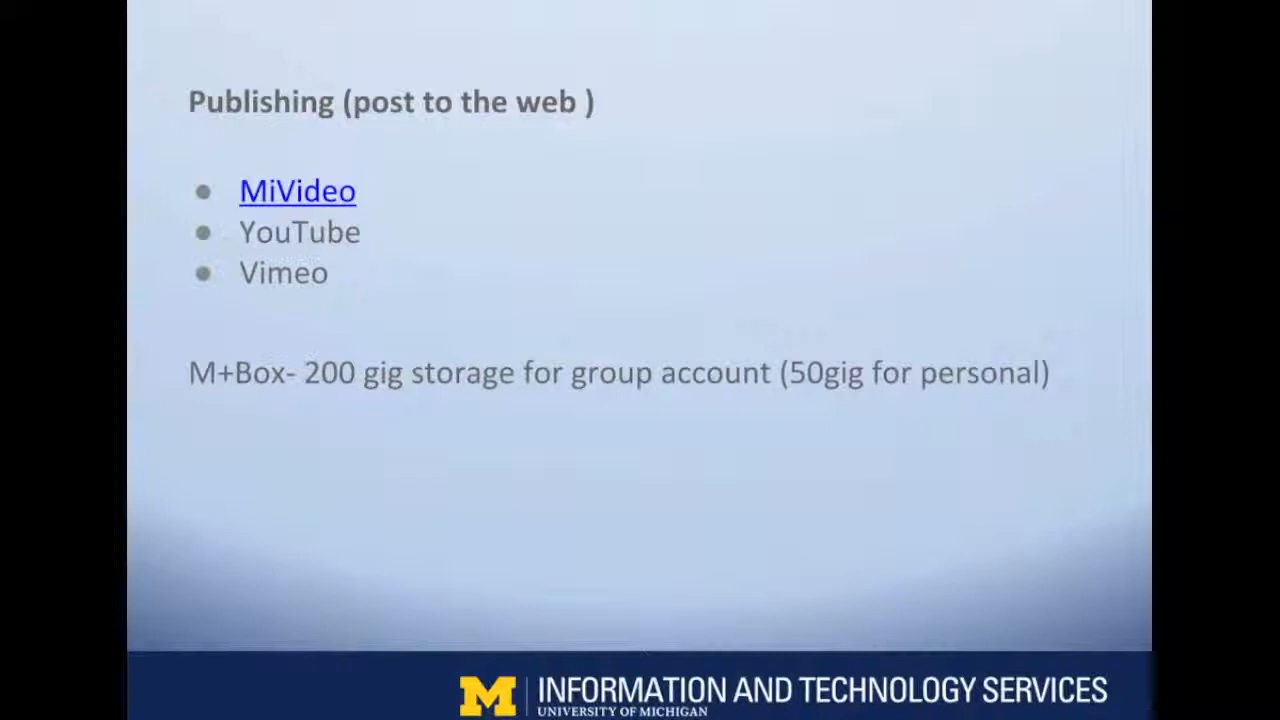 Publishing (post to the web )
● MiVideo
● YouTube
● Vimeo
M+Box- 200 gig storage for group account (50gig for personal)
M INFORMATION AND TECHNOLOGY SERVICES
UNIVERSITY OF MICHIGAN